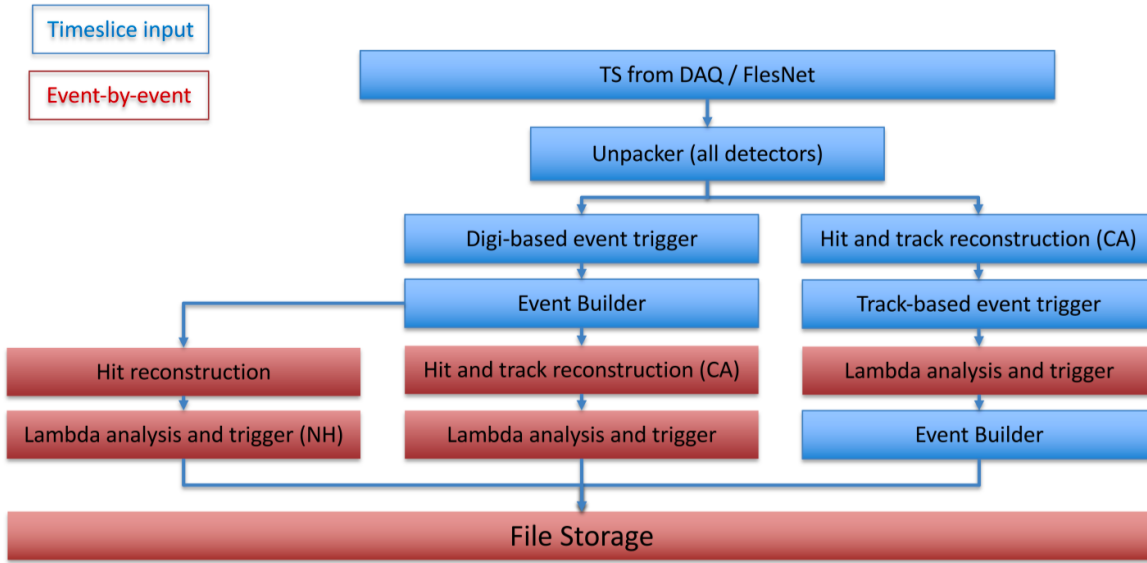 Timeslice input
Event-by-event
TS from DAQ / FlesNet
Unpacker (all detectors)
Digi-based event trigger
Hit and track reconstruction (CA)
Event Builder
Track-based event trigger
Hit reconstruction
Hit and track reconstruction (CA)
Lambda analysis and trigger
Lambda analysis and trigger (NH)
Lambda analysis and trigger
Event Builder
File Storage